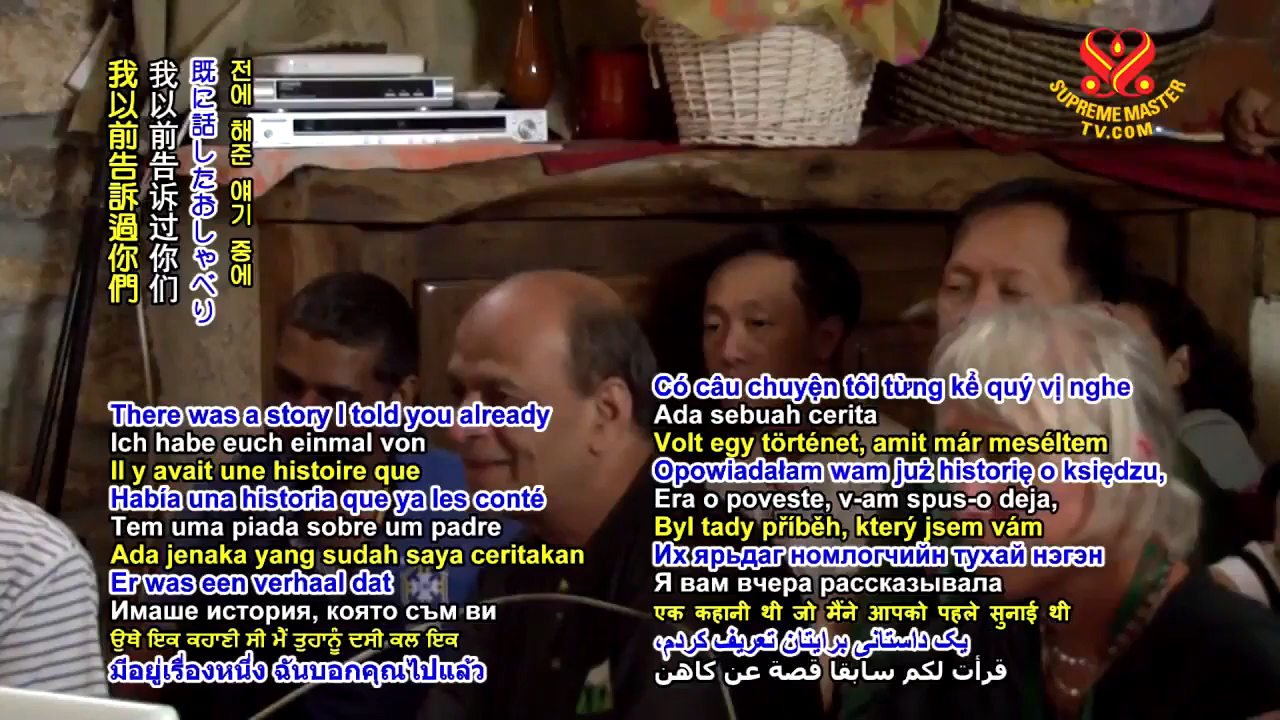 我以前告訴過你們
我以前告诉过你们
既に話したおしゃべり
전에 해준 얘기 중에
SUPREME MASTER
TV.COM
There was a story I told you already
Ich habe euch einmal von
Il y avait une histoire que
Había una historia que ya les conté
Tem uma piada sobre um padre
Ada jenaka yang sudah saya ceritakan
Er was een verhaal dat
Имаше история, която съм ви
ਉਥੇ ਇਕ ਕਹਾਣੀ ਸੀ ਮੈਂ ਤੁਹਾਨੂੰ ਦਸੀ ਕਲ ਇਕ
มีอยู่เรื่องหนึ่ง ฉันบอกคุณไปแล้ว
Có câu chuyện tôi từng kể quý vị nghe
Ada sebuah cerita
Volt egy történet, amit már meséltem
Opowiadałam wam już historię o księdzu,
Era o poveste, v-am spus-o deja,
Byl tady příběh, který jsem vám
Их ярьдаг номлогчийн тухай нэгэн
Я вам вчера рассказывала
एक कहानी थी जो मैंने आपको पहले सुनाई थी
یک داستانی برایتان تعریف کردم،
قرأت لكم سابقا قصة عن كاهن